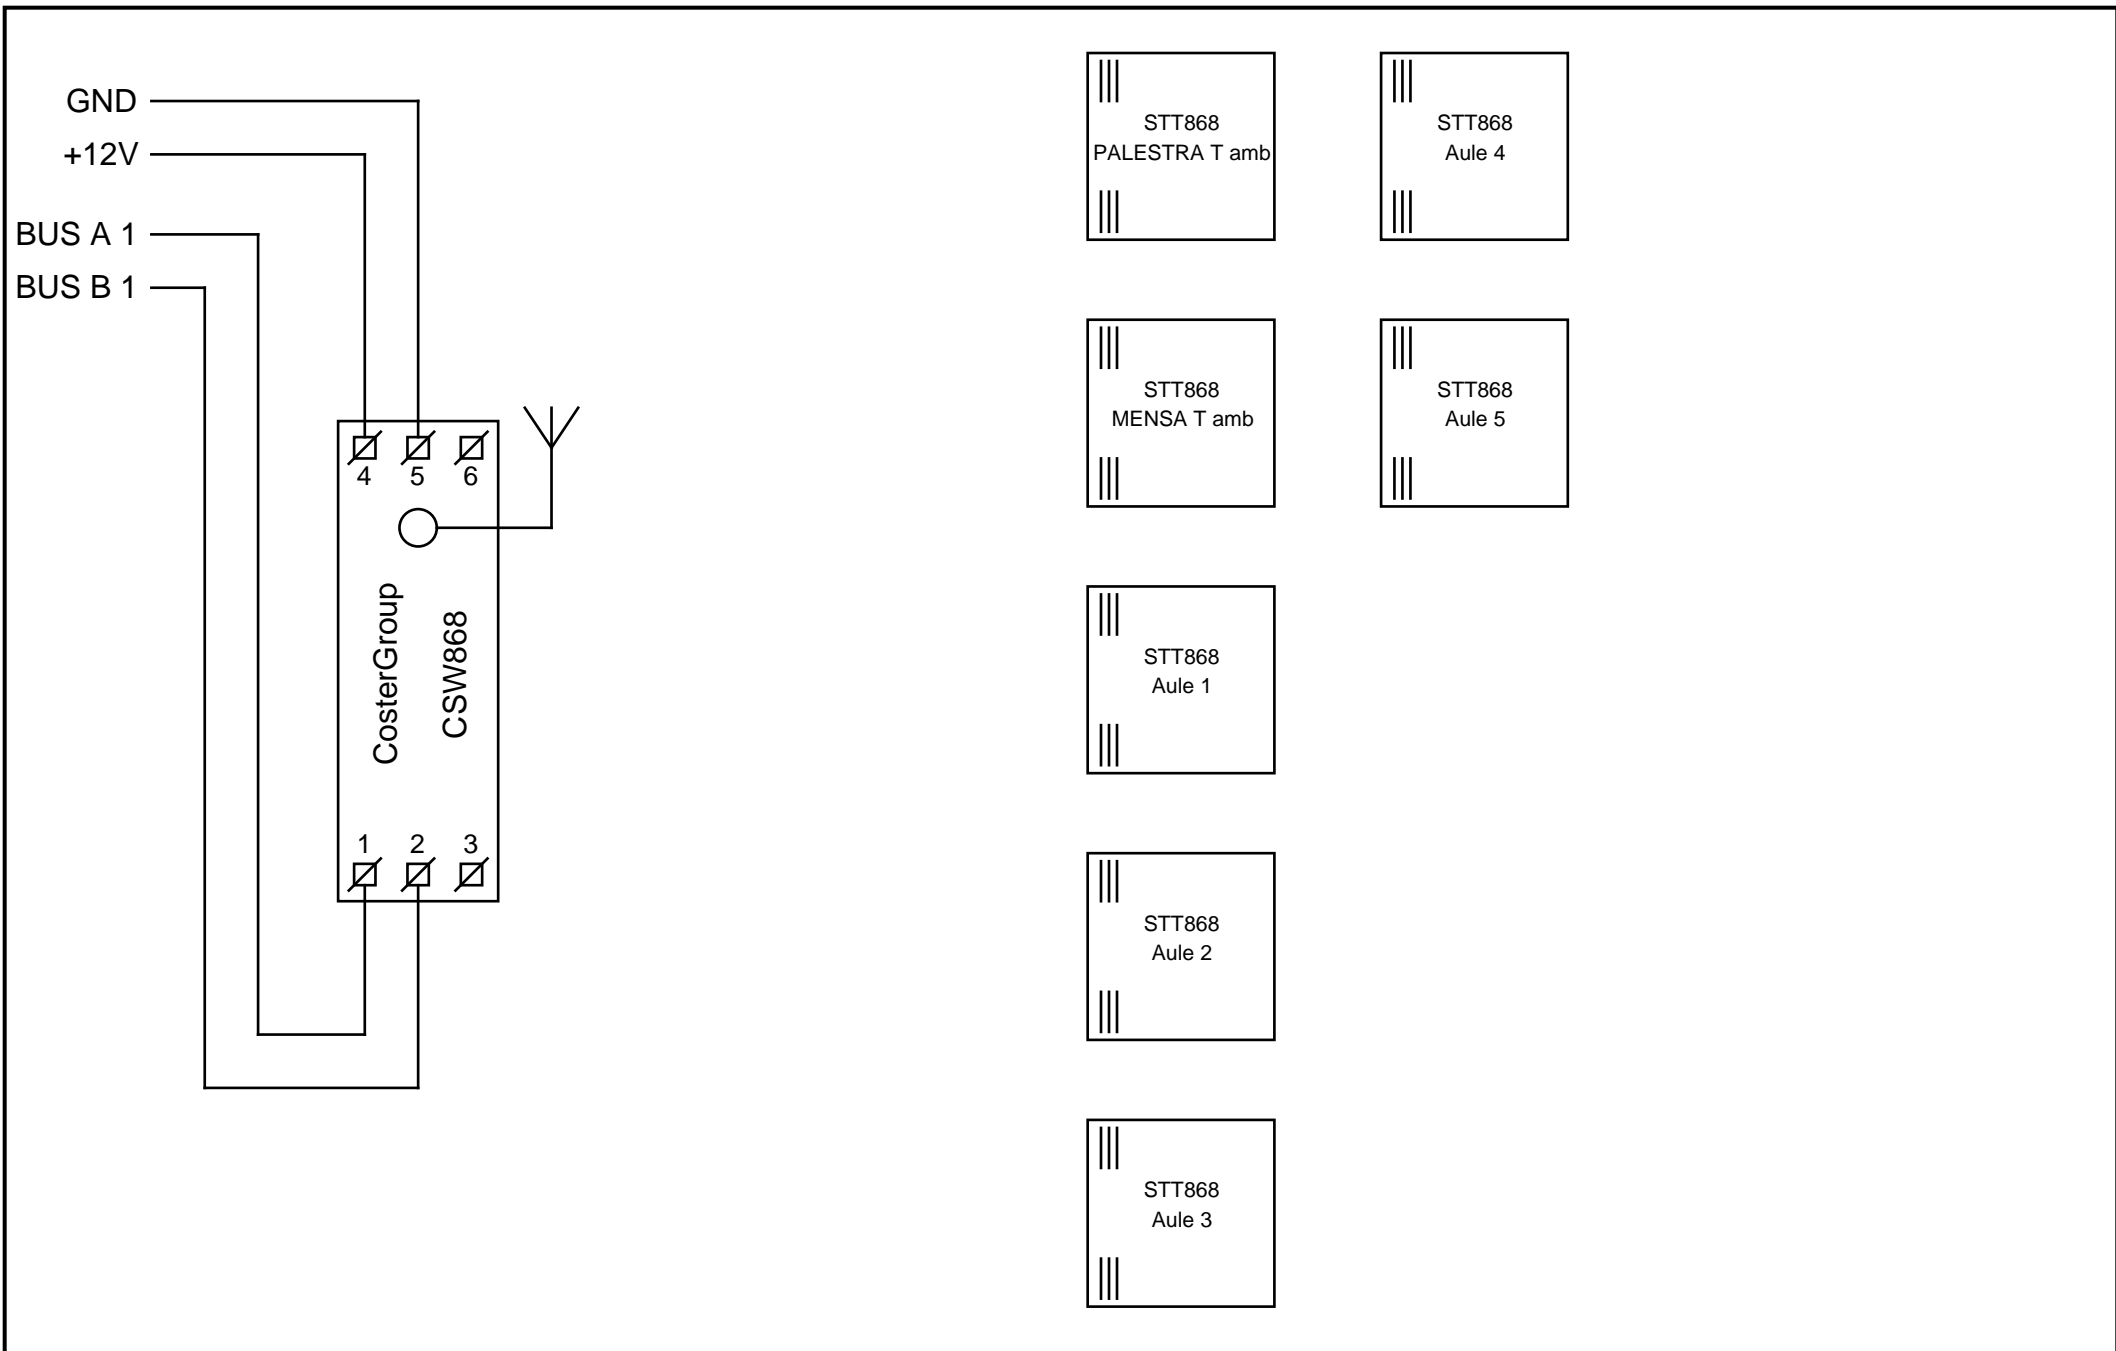 GND
+12V
BUS A 1
BUS B 1
4 5 6
CosterGroup
CSW868
1 2 3
STT868
PALESTRA T amb
STT868
MENSA T amb
STT868
Aule 1
STT868
Aule 2
STT868
Aule 3
STT868
Aule 4
STT868
Aule 5